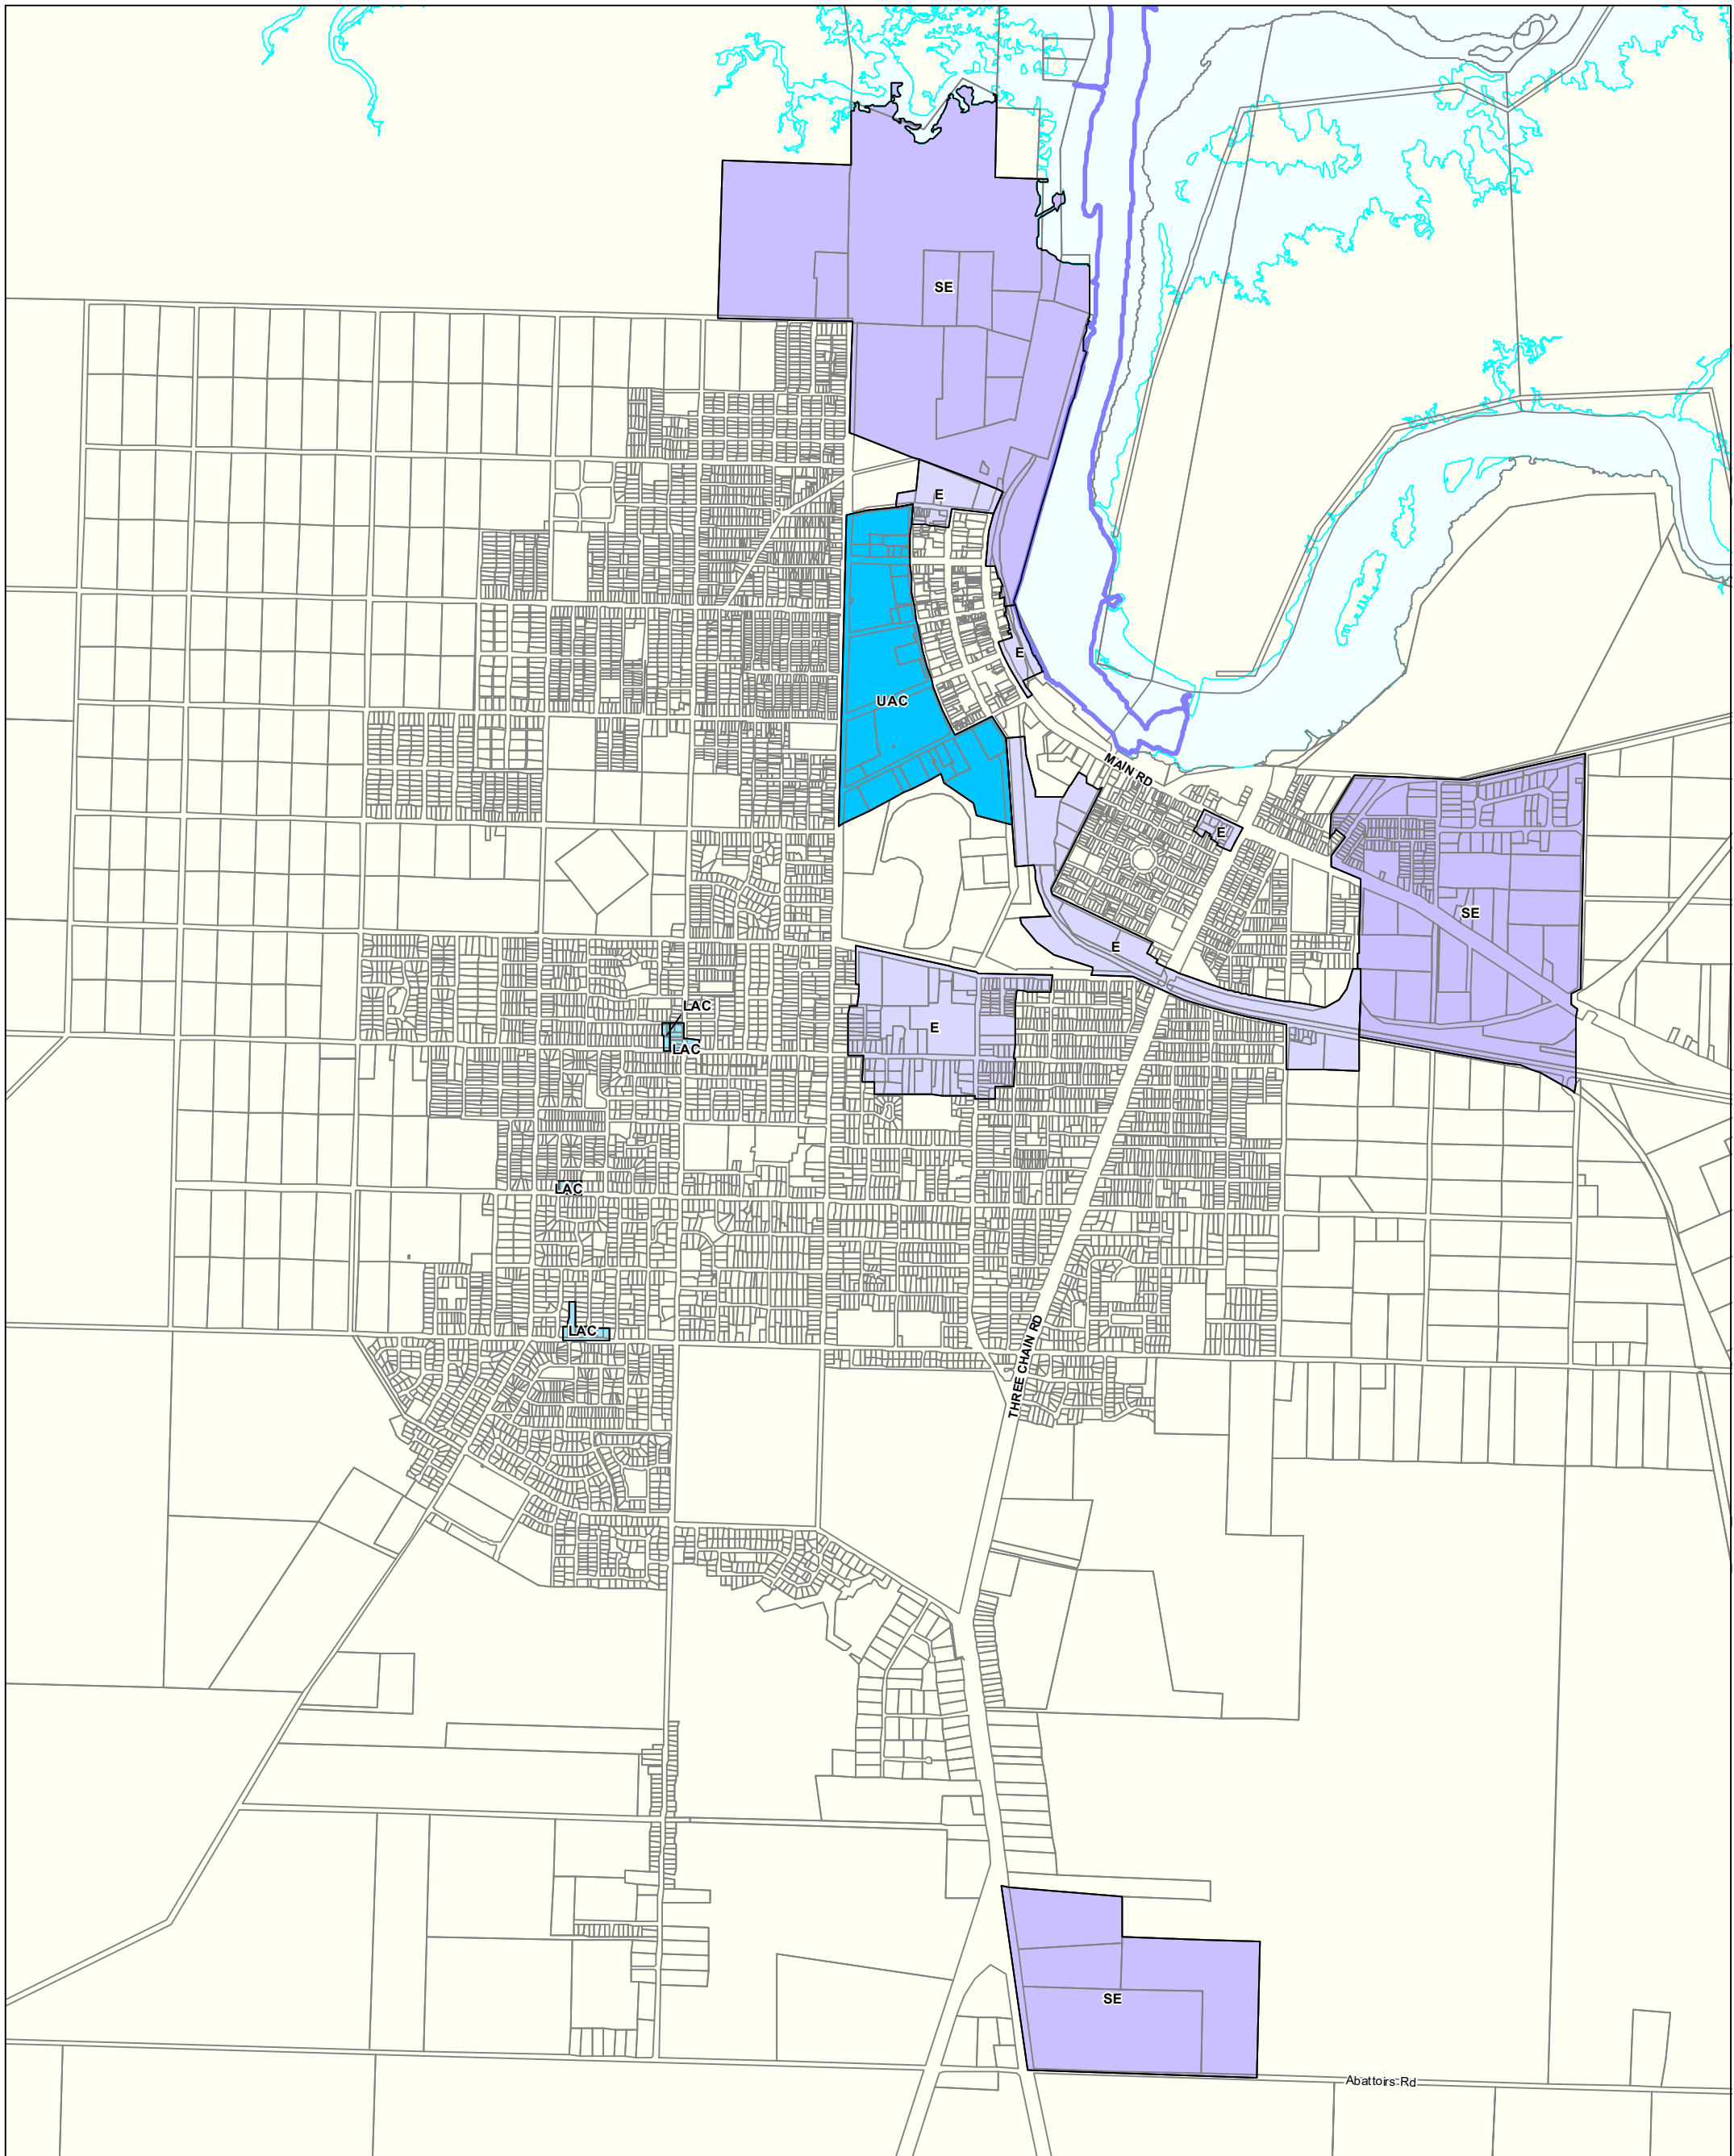 SE
E
E
UAC
MAIN RD
E
SE
E
LAC
E
LAC
LAC
LAC
THREE CHAIN RD
SE
Abattoirs Rd